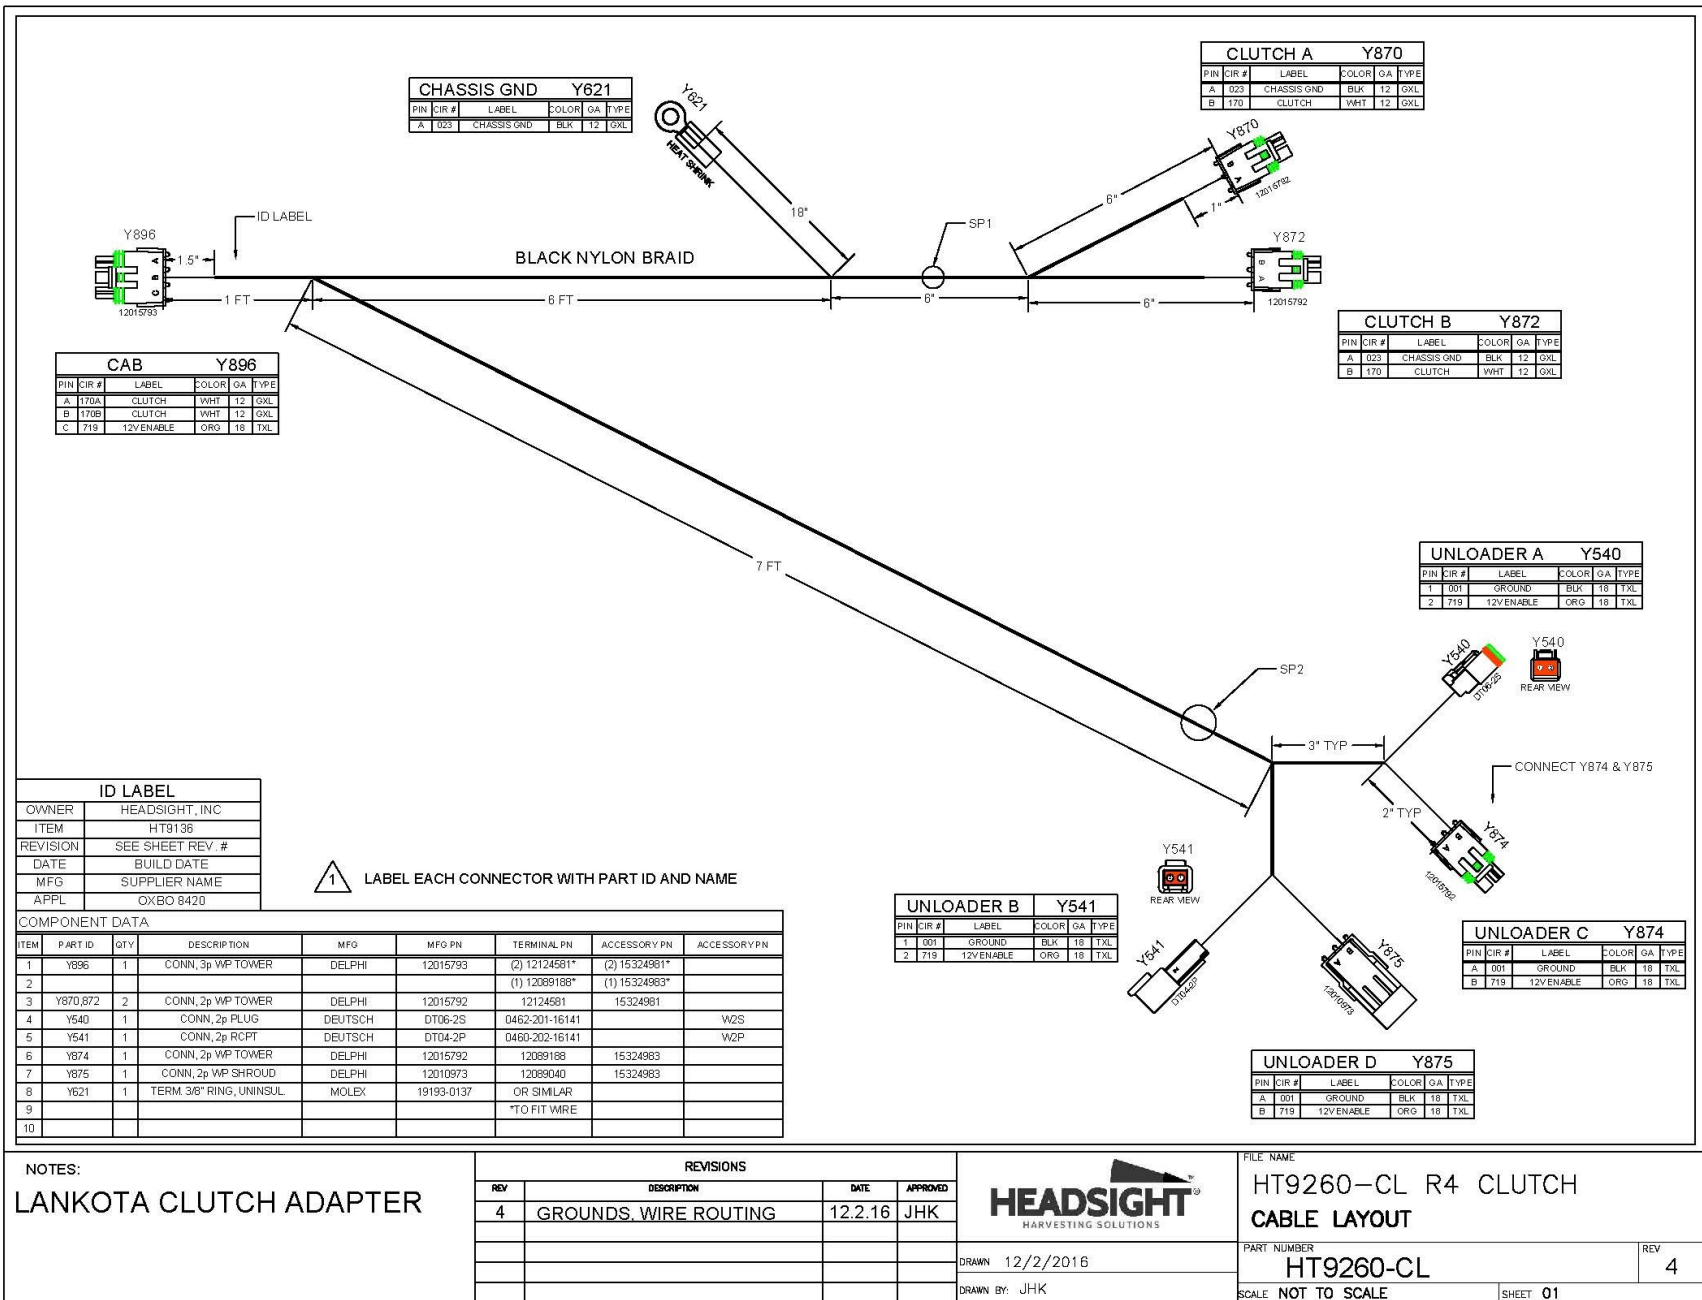 CHASSIS GND Y621
PIN CIR # LABEL COLOR GA TYPE
A 023 CHASSIS GND BLK 12 GXL
Y621
HEAT SHRINK
18"
CLUTCH A Y870
PIN CIR # LABEL COLOR GA TYPE
A 023 CHASSIS GND BLK 12 GXL
B 170 CLUTCH WHT 12 GXL
Y870
B
A
12015792
6"
1"
ID LABEL
Y896
A
B
C
12015793
1.5"
BLACK NYLON BRAID
SP1
Y872
B
A
12015792
1 FT
6 FT
6"
6"
CLUTCH B Y872
PIN CIR # LABEL COLOR GA TYPE
A 023 CHASSIS GND BLK 12 GXL
B 170 CLUTCH WHT 12 GXL
CAB Y896
PIN CIR # LABEL COLOR GA TYPE
A 170A CLUTCH WHT 12 GXL
B 170B CLUTCH WHT 12 GXL
C 719 12V ENABLE ORG 18 TXL
7 FT
UNLOADER A Y540
PIN CIR # LABEL COLOR GA TYPE
1 001 GROUND BLK 18 TXL
2 719 12V ENABLE ORG 18 TXL
Y540
DT06-2S
Y540
REAR VIEW
SP2
3" TYP
CONNECT Y874 & Y875
2" TYP
Y874
A
B
12015792
Y541
REAR VIEW
Y541
2
DT04-2P
Y875
A
B
12010973
UNLOADER B Y541
PIN CIR # LABEL COLOR GA TYPE
1 001 GROUND BLK 18 TXL
2 719 12V ENABLE ORG 18 TXL
UNLOADER C Y874
PIN CIR # LABEL COLOR GA TYPE
A 001 GROUND BLK 18 TXL
B 719 12V ENABLE ORG 18 TXL
UNLOADER D Y875
PIN CIR # LABEL COLOR GA TYPE
A 001 GROUND BLK 18 TXL
B 719 12V ENABLE ORG 18 TXL
ID LABEL
OWNER HEADSIGHT, INC
ITEM HT9136
REVISION SEE SHEET REV. #
DATE BUILD DATE
MFG SUPPLIER NAME
APPL OXBO 8420
1 LABEL EACH CONNECTOR WITH PART ID AND NAME
COMPONENT DATA
ITEM PART ID QTY DESCRIPTION MFG MFG PN TERMINAL PN ACCESSORY PN ACCESSORY PN
1 Y896 1 CONN, 3p WP TOWER DELPHI 12015793 (2) 12124581* (2) 15324981*
2 (1) 12089188* (1) 15324983*
3 Y870,872 2 CONN, 2p WP TOWER DELPHI 12015792 12124581 15324981
4 Y540 1 CONN, 2p PLUG DEUTSCH DT06-2S 0462-201-16141 W2S
5 Y541 1 CONN, 2p RCPT DEUTSCH DT04-2P 0460-202-16141 W2P
6 Y874 1 CONN, 2p WP TOWER DELPHI 12015792 12089188 15324983
7 Y875 1 CONN, 2p WP SHROUD DELPHI 12010973 12089040 15324983
8 Y621 1 TERM. 3/8" RING, UNINSUL. MOLEX 19193-0137 OR SIMILAR
9 *TO FIT WIRE
10
NOTES:
LANKOTA CLUTCH ADAPTER
REVISIONS
REV DESCRIPTION DATE APPROVED
4 GROUNDS, WIRE ROUTING 12.2.16 JHK
HEADSIGHT®
HARVESTING SOLUTIONS
DRAWN 12/2/2016
DRAWN BY: JHK
FILE NAME
HT9260-CL R4 CLUTCH
CABLE LAYOUT
PART NUMBER
HT9260-CL
REV
4
SCALE NOT TO SCALE
SHEET 01